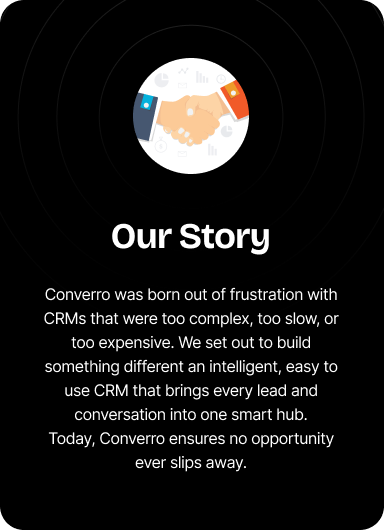 Our Story
Converro was born out of frustration with
CRMs that were too complex, too slow, or
too expensive. We set out to build
something different an intelligent, easy to
use CRM that brings every lead and
conversation into one smart hub.
Today, Converro ensures no opportunity
ever slips away.